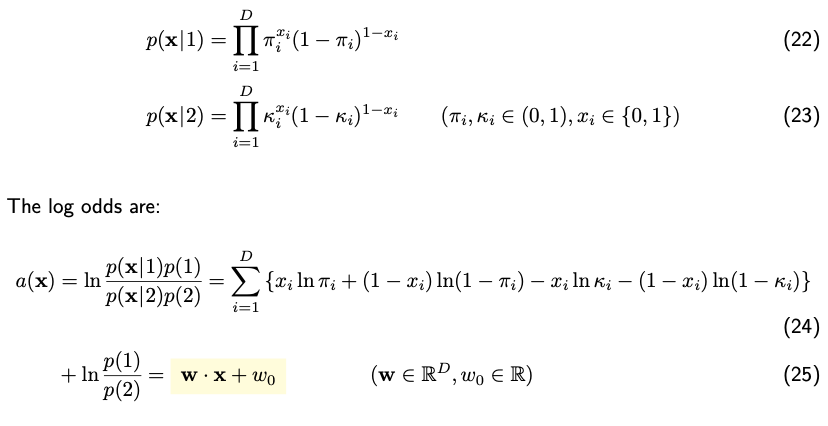 p(x|1) = ∏_{i=1}^{D} π_i^{x_i}(1 − π_i)^{1−x_i} (22)
p(x|2) = ∏_{i=1}^{D} κ_i^{x_i}(1 − κ_i)^{1−x_i} (π_i, κ_i ∈ (0, 1), x_i ∈ {0, 1}) (23)
The log odds are:
a(x) = ln p(x|1)p(1) / p(x|2)p(2) = ∑_{i=1}^{D} {x_i ln π_i + (1 − x_i) ln(1 − π_i) − x_i ln κ_i − (1 − x_i) ln(1 − κ_i)}
(24)
+ ln p(1) / p(2) = w · x + w_0 (w ∈ ℝ^D, w_0 ∈ ℝ) (25)